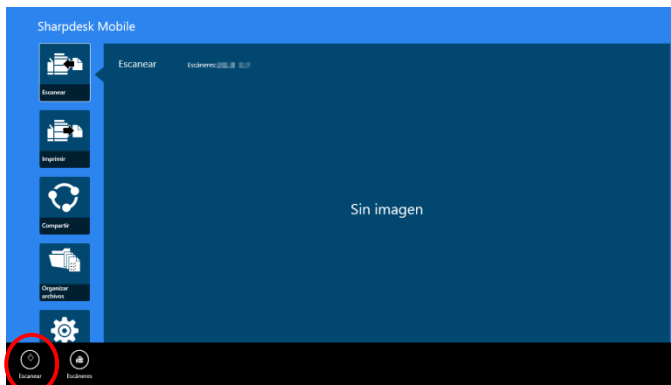 Sharpdesk Mobile
Escanear
Escanear
Escáneres:
Imprimir
Compartir
Sin imagen
Organizar
archivos
Escanear
Escáneres